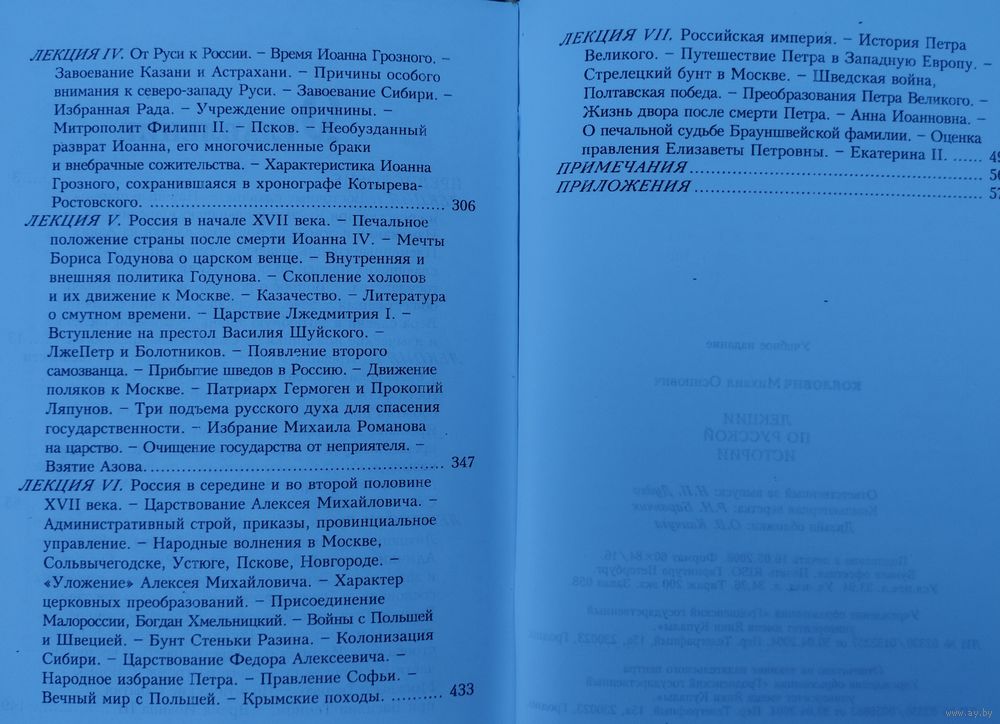 ЛЕКЦИЯ IV. От Руси к России. – Время Иоанна Грозного. –
Завоевание Казани и Астрахани. – Причины особого
внимания к северо-западу Руси. – Завоевание Сибири. –
Избранная Рада. – Учреждение опричнины. –
Митрополит Филипп II. – Псков. – Необузданный
разврат Иоанна, его многочисленные браки
и внебрачные сожительства. – Характеристика Иоанна
Грозного, сохранившаяся в хронографе Котырева-
Ростовского. 306
ЛЕКЦИЯ V. Россия в начале XVII века. – Печальное
положение страны после смерти Иоанна IV. – Мечты
Бориса Годунова о царском венце. – Внутренняя и
внешняя политика Годунова. – Скопление холопов
и их движение к Москве. – Казачество. – Литература
о смутном времени. – Царствие Лжедмитрия I. –
Вступление на престол Василия Шуйского. –
ЛжеПетр и Болотников. – Появление второго
самозванца. – Прибытие шведов в Россию. – Движение
поляков к Москве. – Патриарх Гермоген и Прокопий
Ляпунов. – Три подъема русского духа для спасения
государственности. – Избрание Михаила Романова
на царство. – Очищение государства от неприятеля. –
Взятие Азова. 347
ЛЕКЦИЯ VI. Россия в середине и во второй половине
XVII века. – Царствование Алексея Михайловича. –
Административный строй, приказы, провинциальное
управление. – Народные волнения в Москве,
Сольвычегодске, Устюге, Пскове, Новгороде. –
«Уложение» Алексея Михайловича. – Характер
церковных преобразований. – Присоединение
Малороссии, Богдан Хмельницкий. – Войны с Польшей
и Швецией. – Бунт Стеньки Разина. – Колонизация
Сибири. – Царствование Федора Алексеевича. –
Народное избрание Петра. – Правление Софьи. –
Вечный мир с Польшей. – Крымские походы. 433
ЛЕКЦИЯ VII. Российская империя. – История Петра
Великого. – Путешествие Петра в Западную Европу. –
Стрелецкий бунт в Москве. – Шведская война,
Полтавская победа. – Преобразования Петра Великого. –
Жизнь двора после смерти Петра. – Анна Иоанновна. –
О печальной судьбе Брауншвейской фамилии. – Оценка
правления Елизаветы Петровны. – Екатерина II.
ПРИМЕЧАНИЯ
ПРИЛОЖЕНИЯ
Учебное издание
КОЯЛОВИЧ Михаил Осипович
ЛЕКЦИИ
ПО РУССКОЙ
ИСТОРИИ
www.ay.by